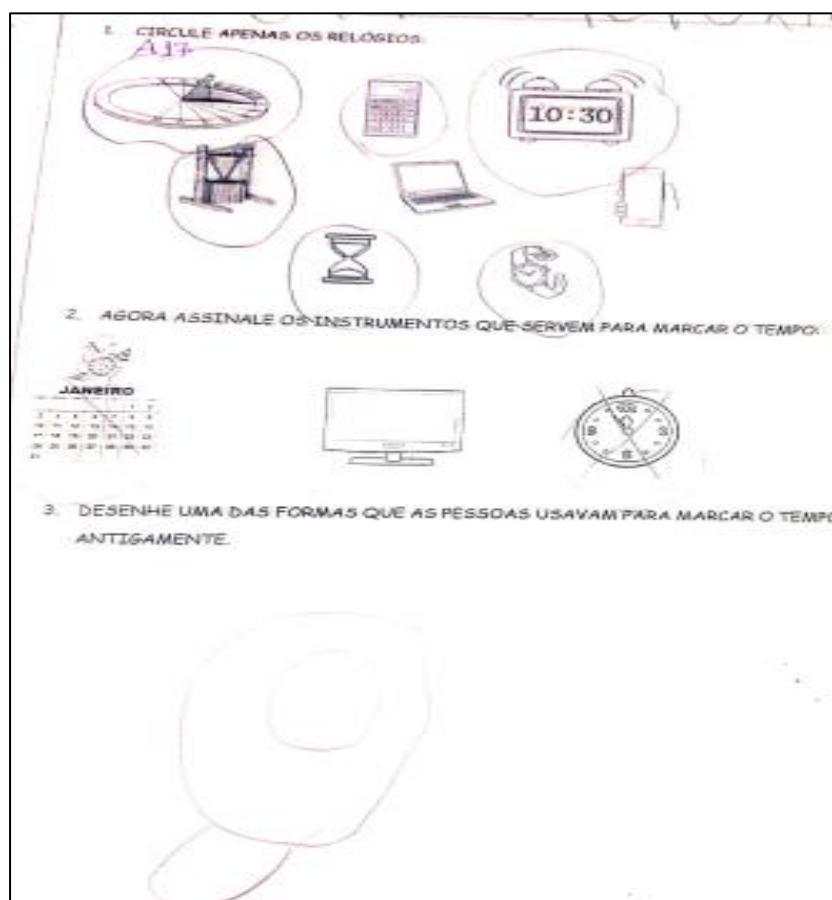 1. CIRCULE APENAS OS RELÓGIOS:
A17
10:30
2. AGORA ASSINALE OS INSTRUMENTOS QUE SERVEM PARA MARCAR O TEMPO:
JANEIRO
3. DESENHE UMA DAS FORMAS QUE AS PESSOAS USAVAM PARA MARCAR O TEMPO
ANTIGAMENTE.